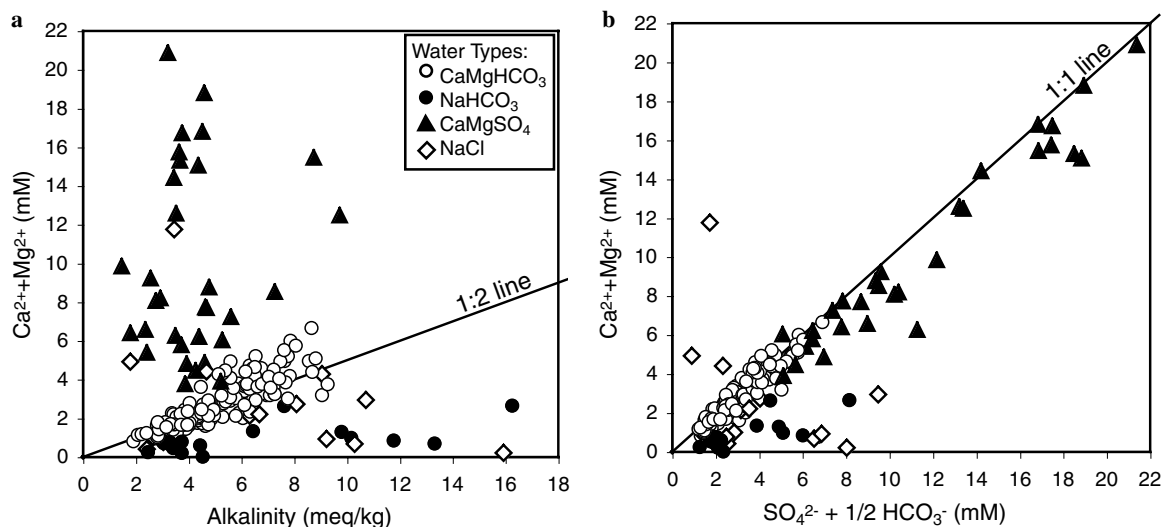 a
22
20
18
16
14
12
10
8
6
4
2
0
Ca²⁺+Mg²⁺ (mM)
Water Types:
CaMgHCO₃
NaHCO₃
CaMgSO₄
NaCl
1:2 line
0 2 4 6 8 10 12 14 16 18
Alkalinity (meq/kg)
b
22
20
18
16
14
12
10
8
6
4
2
0
Ca²⁺+Mg²⁺ (mM)
1:1 line
0 2 4 6 8 10 12 14 16 18 20 22
SO₄²⁻ + 1/2 HCO₃⁻ (mM)